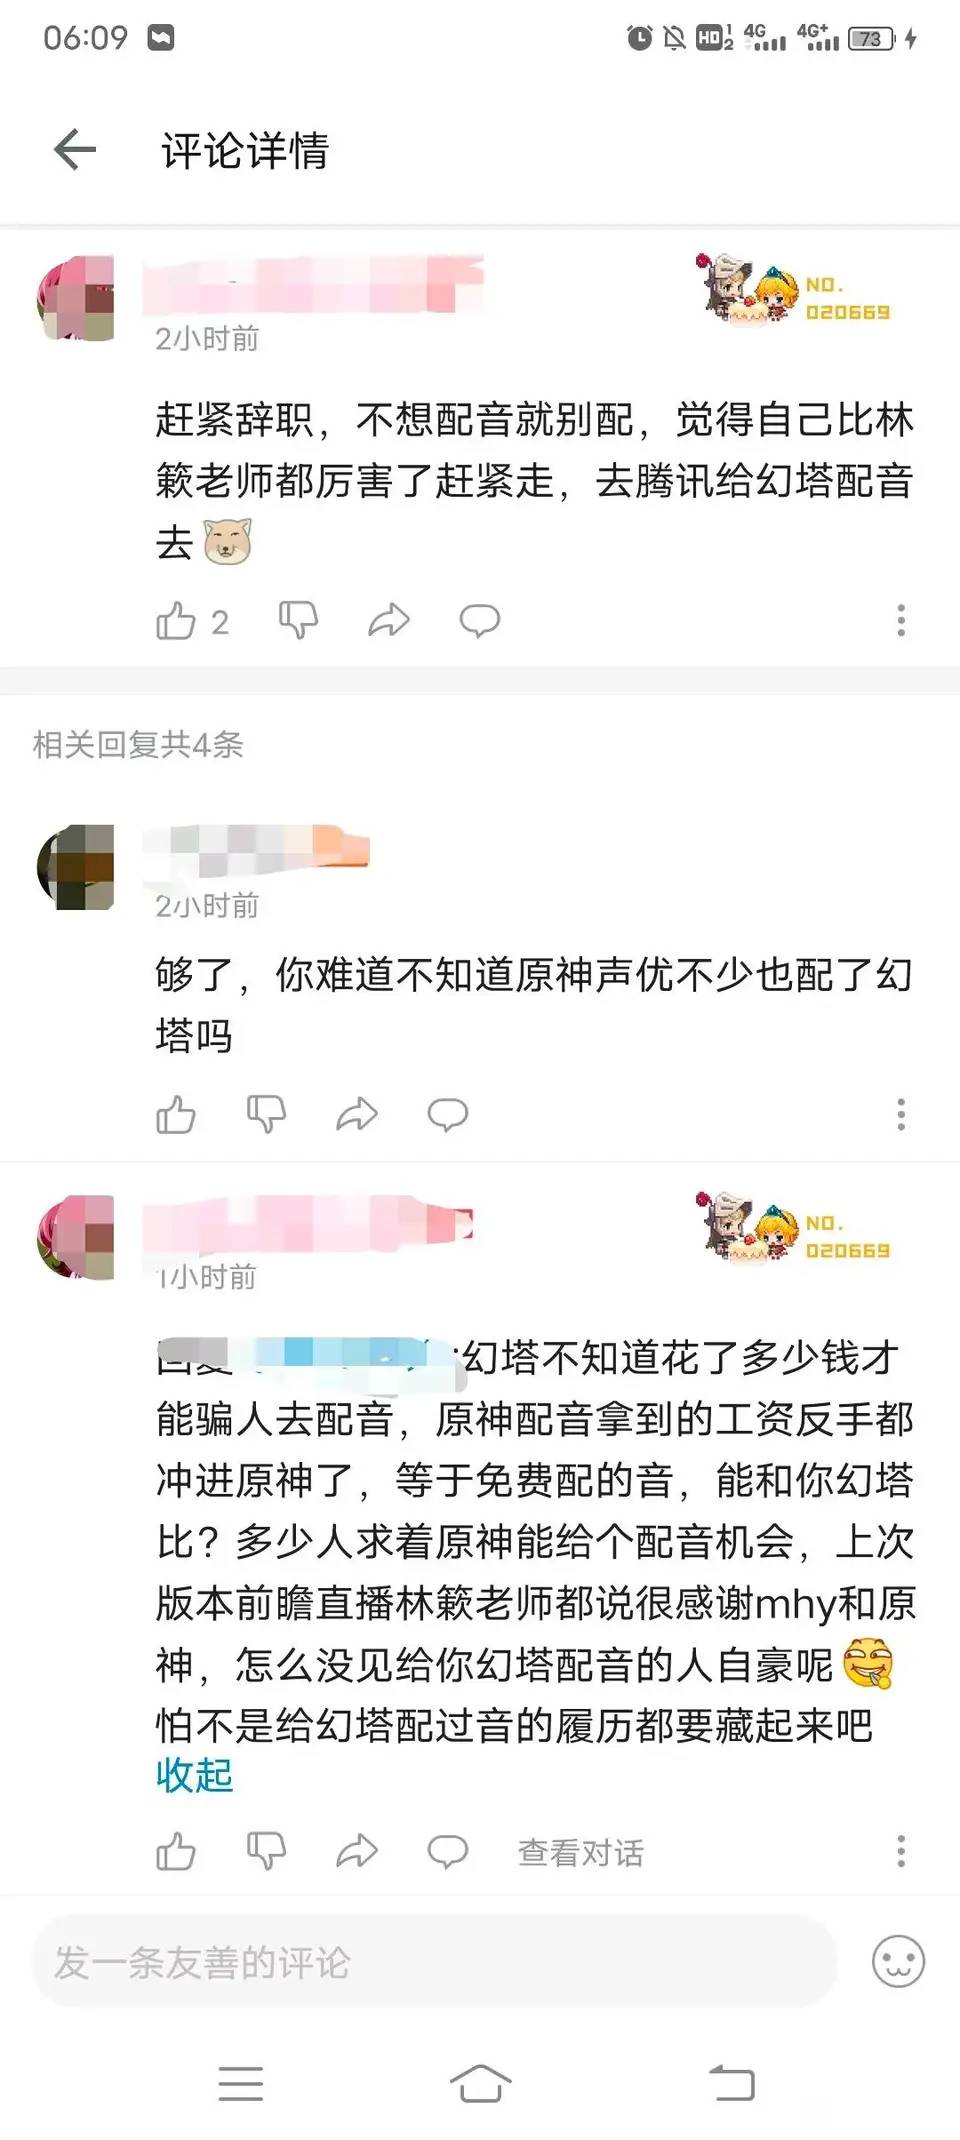 06:09
HD 1 2 4G 4G+ 73
评论详情
NO.
020669
2小时前
赶紧辞职，不想配音就别配，觉得自己比林
簌老师都厉害了赶紧走，去腾讯给幻塔配音
去
2
相关回复共4条
2小时前
够了，你难道不知道原神声优不少也配了幻
塔吗
NO.
020669
1小时前
:幻塔不知道花了多少钱才
能骗人去配音，原神配音拿到的工资反手都
冲进原神了，等于免费配的音，能和你幻塔
比？多少人求着原神能给个配音机会，上次
版本前瞻直播林簌老师都说很感谢mhy和原
神，怎么没见给你幻塔配音的人自豪呢
怕不是给幻塔配过音的履历都要藏起来吧
收起
查看对话
发一条友善的评论